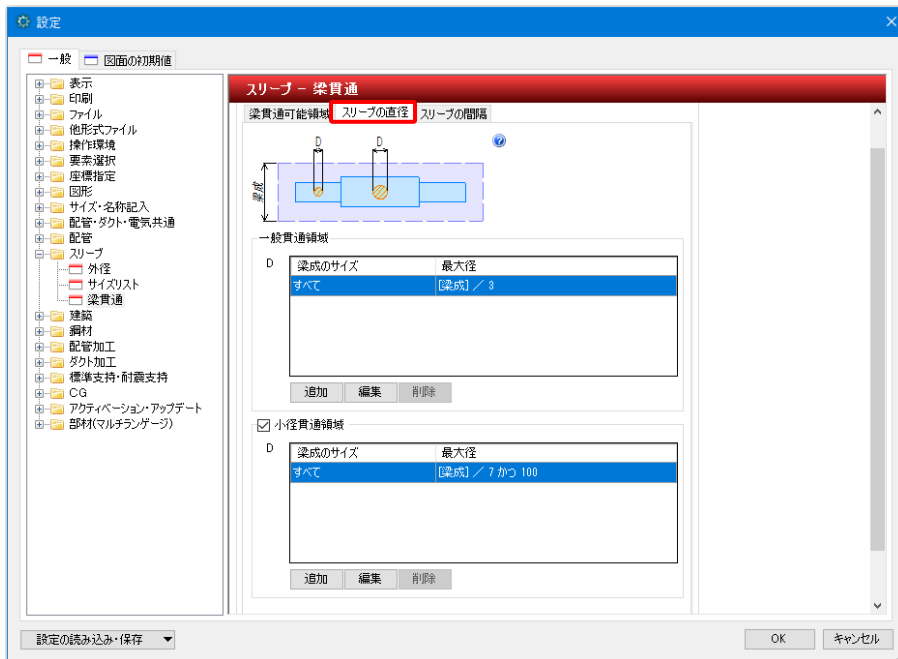 設定
一般 図面の初期値
表示
印刷
ファイル
他形式ファイル
操作環境
要素選択
座標指定
図形
サイズ・名称記入
配管・ダクト・電気共通
配管
スリーブ
外径
サイズリスト
梁貫通
建築
鋼材
配管加工
ダクト加工
標準支持・耐震支持
CG
アクティベーション・アップデート
部材(マルチランゲージ)
スリーブ - 梁貫通
梁貫通可能領域 スリーブの直径 スリーブの間隔
D D
梁成
一般貫通領域
D 梁成のサイズ 最大径
すべて [梁成] / 3
追加 編集 削除
小径貫通領域
D 梁成のサイズ 最大径
すべて [梁成] / 7 かつ 100
追加 編集 削除
設定の読み込み・保存 OK キャンセル